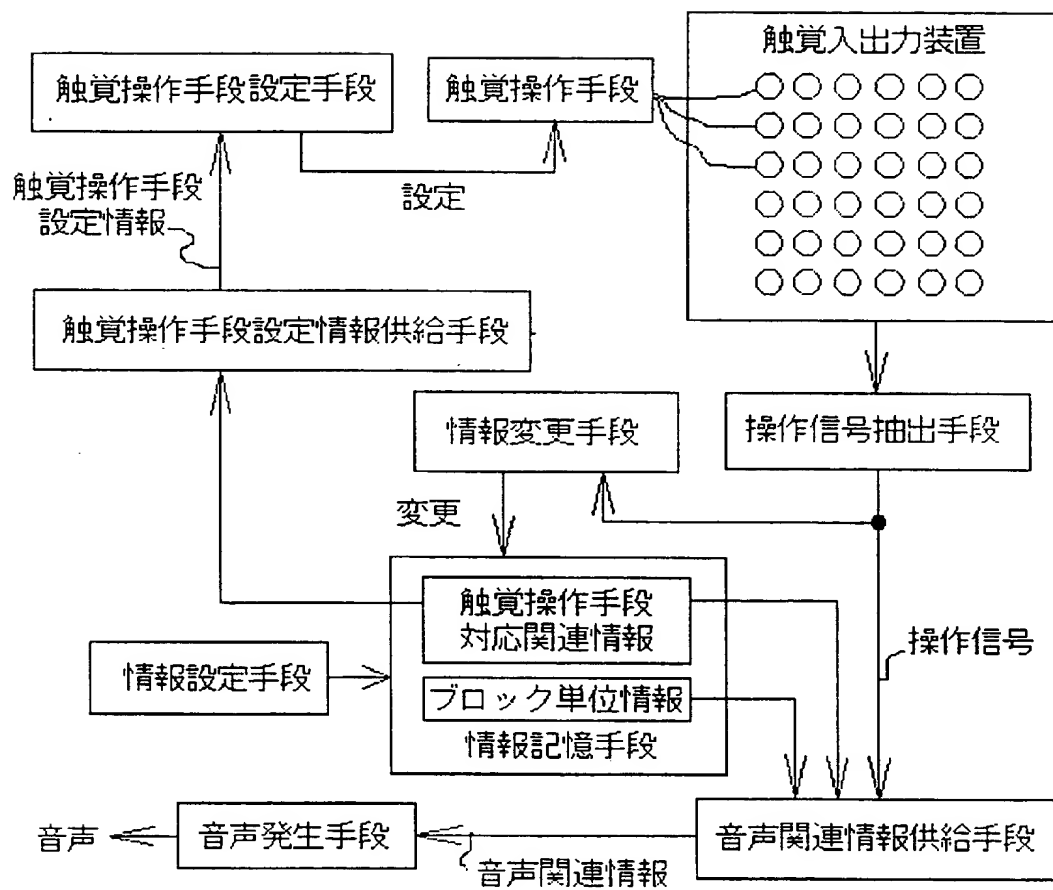 触覚入出力装置
触覚操作手段設定手段
触覚操作手段
触覚操作手段
設定情報
設定
触覚操作手段設定情報供給手段
情報変更手段
操作信号抽出手段
変更
触覚操作手段
対応関連情報
操作信号
情報設定手段
ブロック単位情報
情報記憶手段
音声
音声発生手段
音声関連情報
音声関連情報供給手段